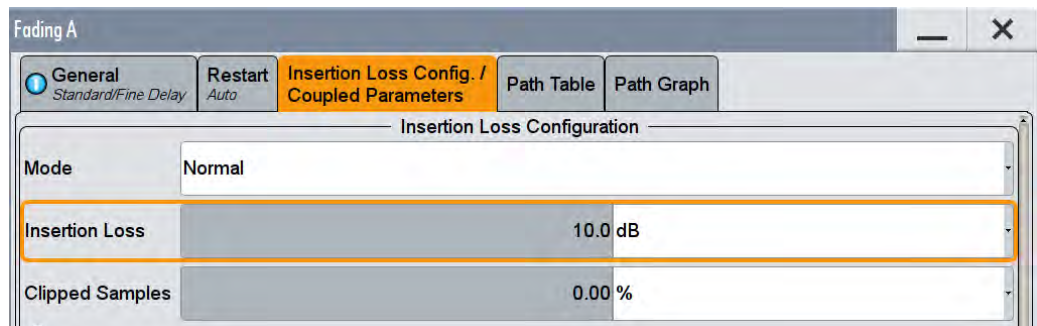 Fading A
General
Standard/Fine Delay
Restart
Auto
Insertion Loss Config. /
Coupled Parameters
Path Table
Path Graph
Insertion Loss Configuration
Mode Normal
Insertion Loss 10.0 dB
Clipped Samples 0.00 %